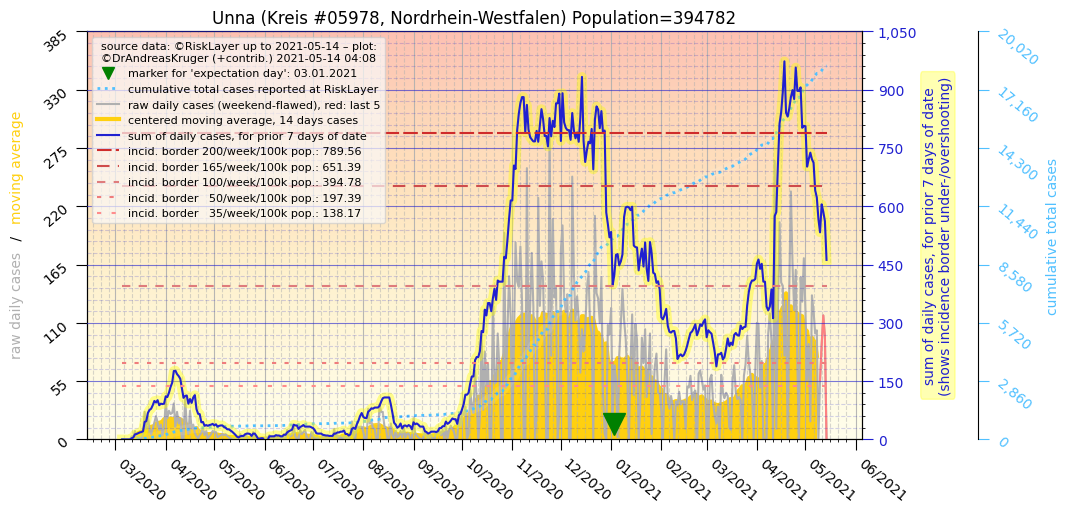 Unna (Kreis #05978, Nordrhein-Westfalen) Population=394782
source data: ©RiskLayer up to 2021-05-14 – plot:
©DrAndreasKruger (+contrib.) 2021-05-14 04:08
marker for 'expectation day': 03.01.2021
cumulative total cases reported at RiskLayer
raw daily cases (weekend-flawed), red: last 5
centered moving average, 14 days cases
sum of daily cases, for prior 7 days of date
incid. border 200/week/100k pop.: 789.56
incid. border 165/week/100k pop.: 651.39
incid. border 100/week/100k pop.: 394.78
incid. border   50/week/100k pop.: 197.39
incid. border   35/week/100k pop.: 138.17
raw daily cases / moving average
385
330
275
220
165
110
55
0
03/2020
04/2020
05/2020
06/2020
07/2020
08/2020
09/2020
10/2020
11/2020
12/2020
01/2021
02/2021
03/2021
04/2021
05/2021
06/2021
1,050
900
750
600
450
300
150
0
sum of daily cases, for prior 7 days of date
(shows incidence border under-/overshooting)
20,020
17,160
14,300
11,440
8,580
5,720
2,860
0
cumulative total cases